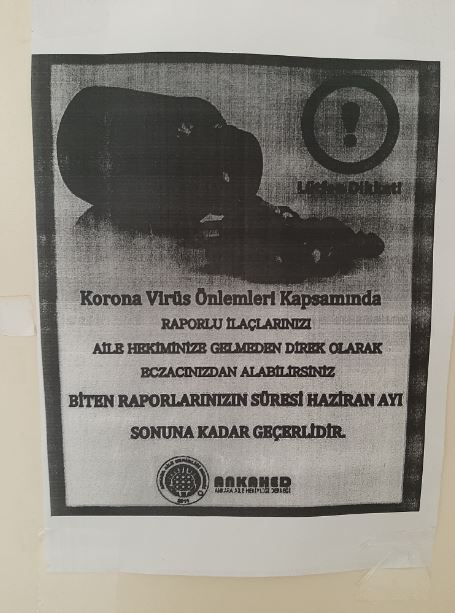 Lütfen Dikkat!
Korona Virüs Önlemleri Kapsamında
RAPORLU İLAÇLARINIZI
AİLE HEKİMİNİZE GELMEDEN DİREK OLARAK
ECZACINIZDAN ALABİLİRSİNİZ
BİTEN RAPORLARINIZIN SÜRESİ HAZİRAN AYI
SONUNA KADAR GEÇERLİDİR.
ANKAHED
ANKARA AİLE HEKİMLİĞİ DERNEĞİ